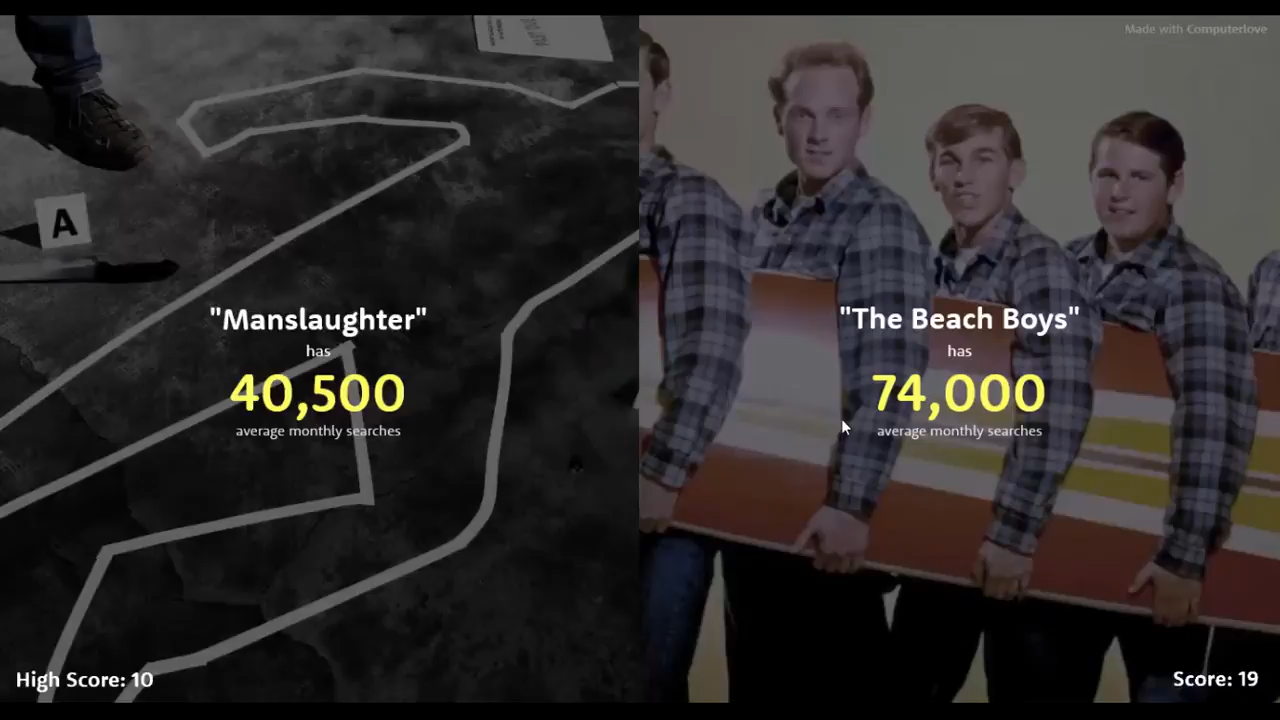 Made with Computerlove
A
"Manslaughter"
has
40,500
average monthly searches
"The Beach Boys"
has
74,000
average monthly searches
High Score: 10
Score: 19